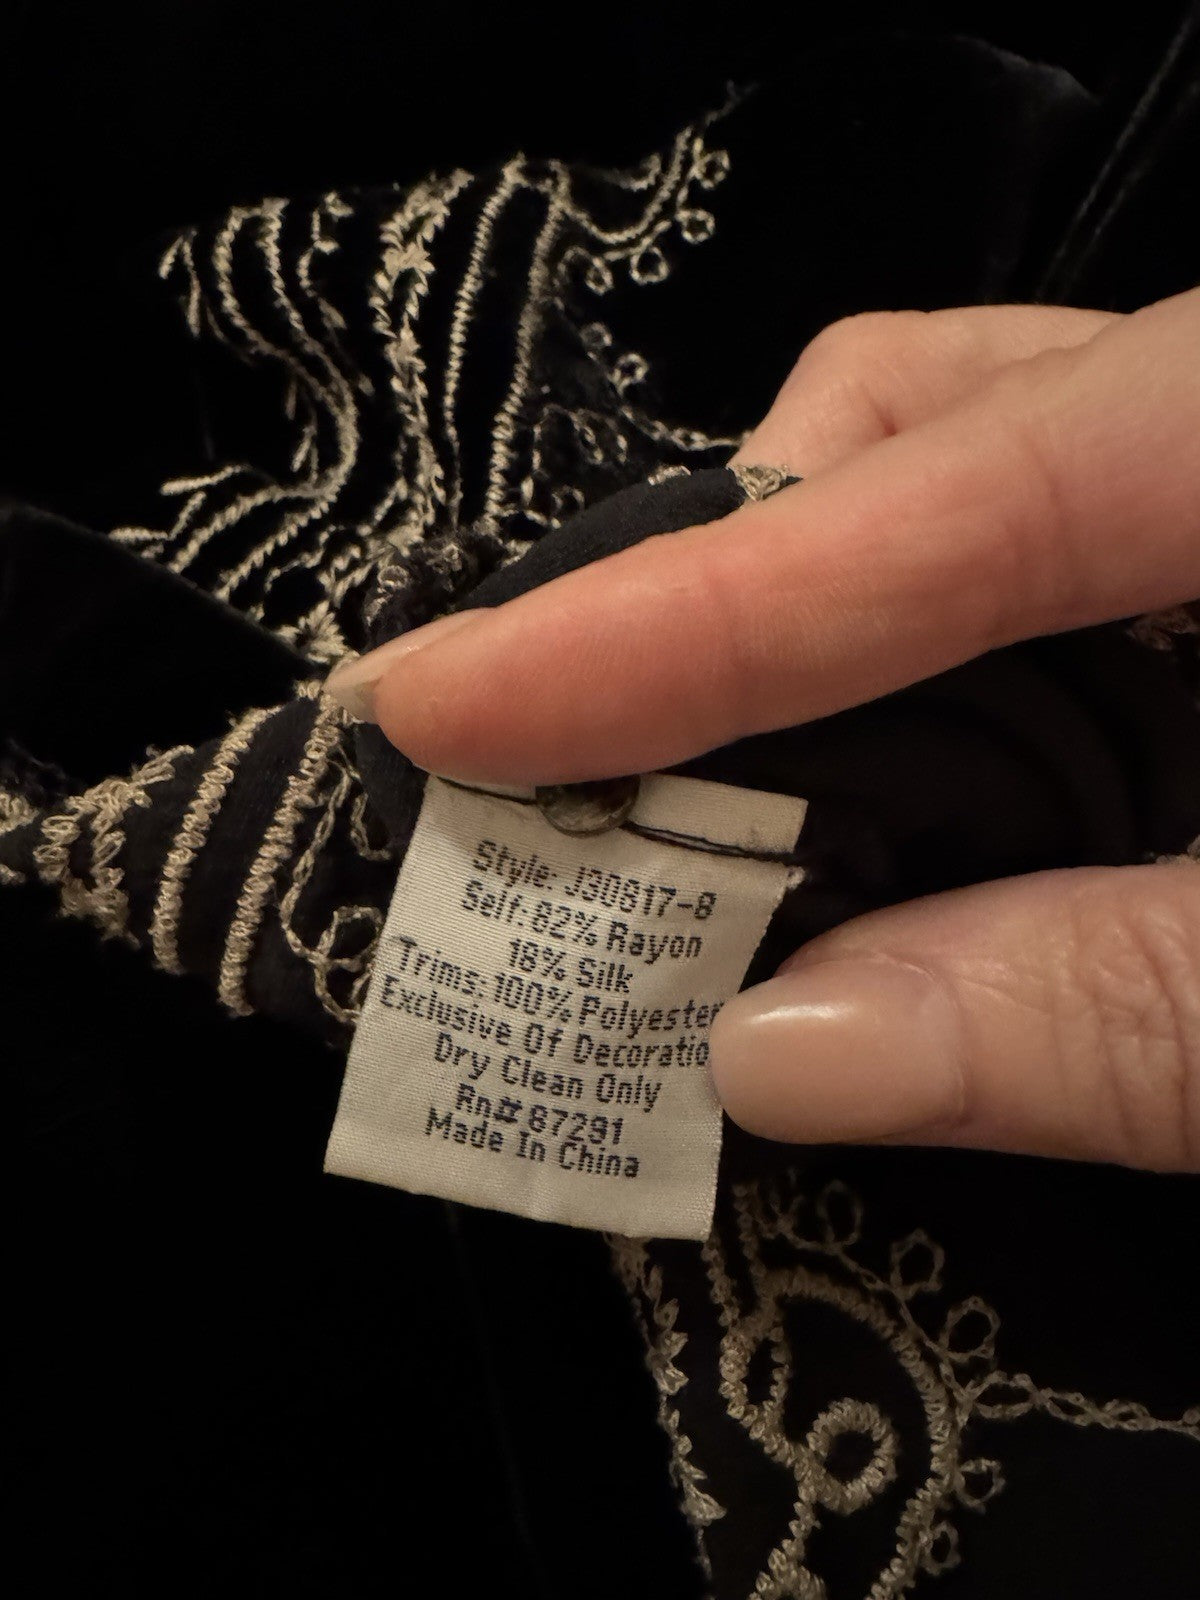 Style: J30817-8
Self: 82% Rayon
18% Silk
Trims: 100% Polyester
Exclusive Of Decoratio
Dry Clean Only
Rn# 87291
Made In China